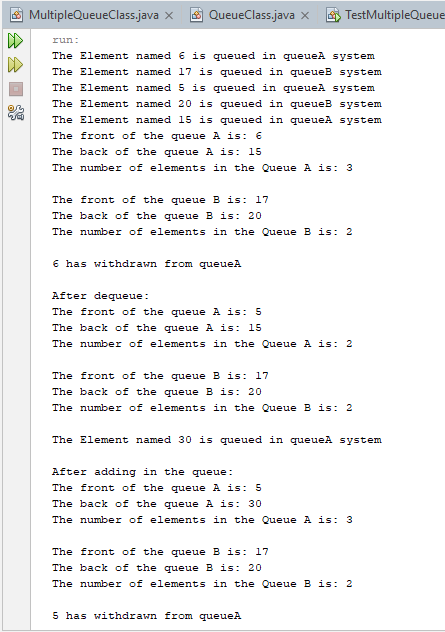 MultipleQueueClass.java × QueueClass.java × TestMultipleQueue
run:
The Element named 6 is queued in queueA system
The Element named 17 is queued in queueB system
The Element named 5 is queued in queueA system
The Element named 20 is queued in queueB system
The Element named 15 is queued in queueA system
The front of the queue A is: 6
The back of the queue A is: 15
The number of elements in the Queue A is: 3
The front of the queue B is: 17
The back of the queue B is: 20
The number of elements in the Queue B is: 2
6 has withdrawn from queueA
After dequeue:
The front of the queue A is: 5
The back of the queue A is: 15
The number of elements in the Queue A is: 2
The front of the queue B is: 17
The back of the queue B is: 20
The number of elements in the Queue B is: 2
The Element named 30 is queued in queueA system
After adding in the queue:
The front of the queue A is: 5
The back of the queue A is: 30
The number of elements in the Queue A is: 3
The front of the queue B is: 17
The back of the queue B is: 20
The number of elements in the Queue B is: 2
5 has withdrawn from queueA